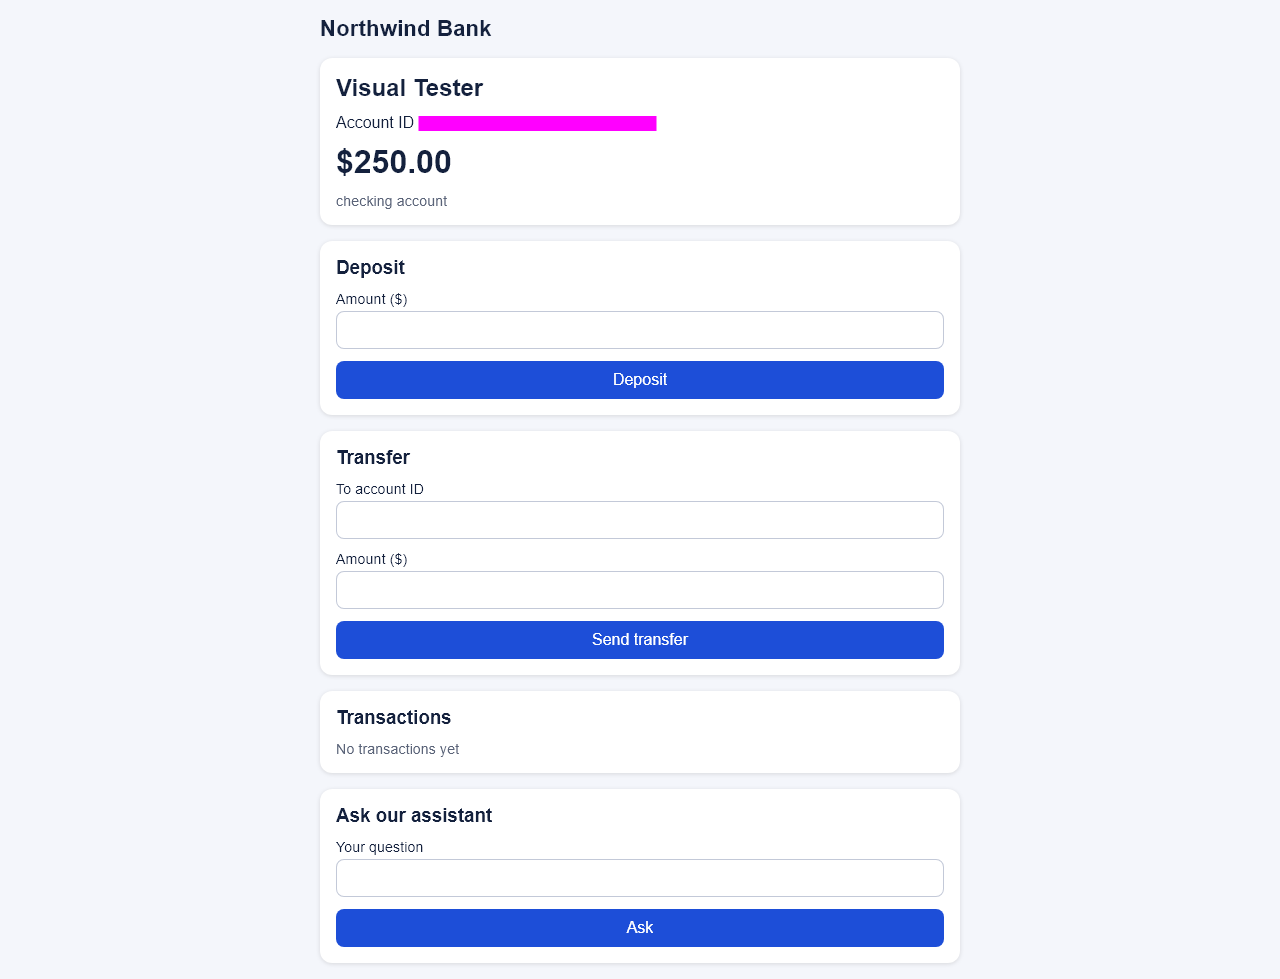 Northwind Bank
Visual Tester
Account ID
$250.00
checking account
Deposit
Amount ($)
Deposit
Transfer
To account ID
Amount ($)
Send transfer
Transactions
No transactions yet
Ask our assistant
Your question
Ask